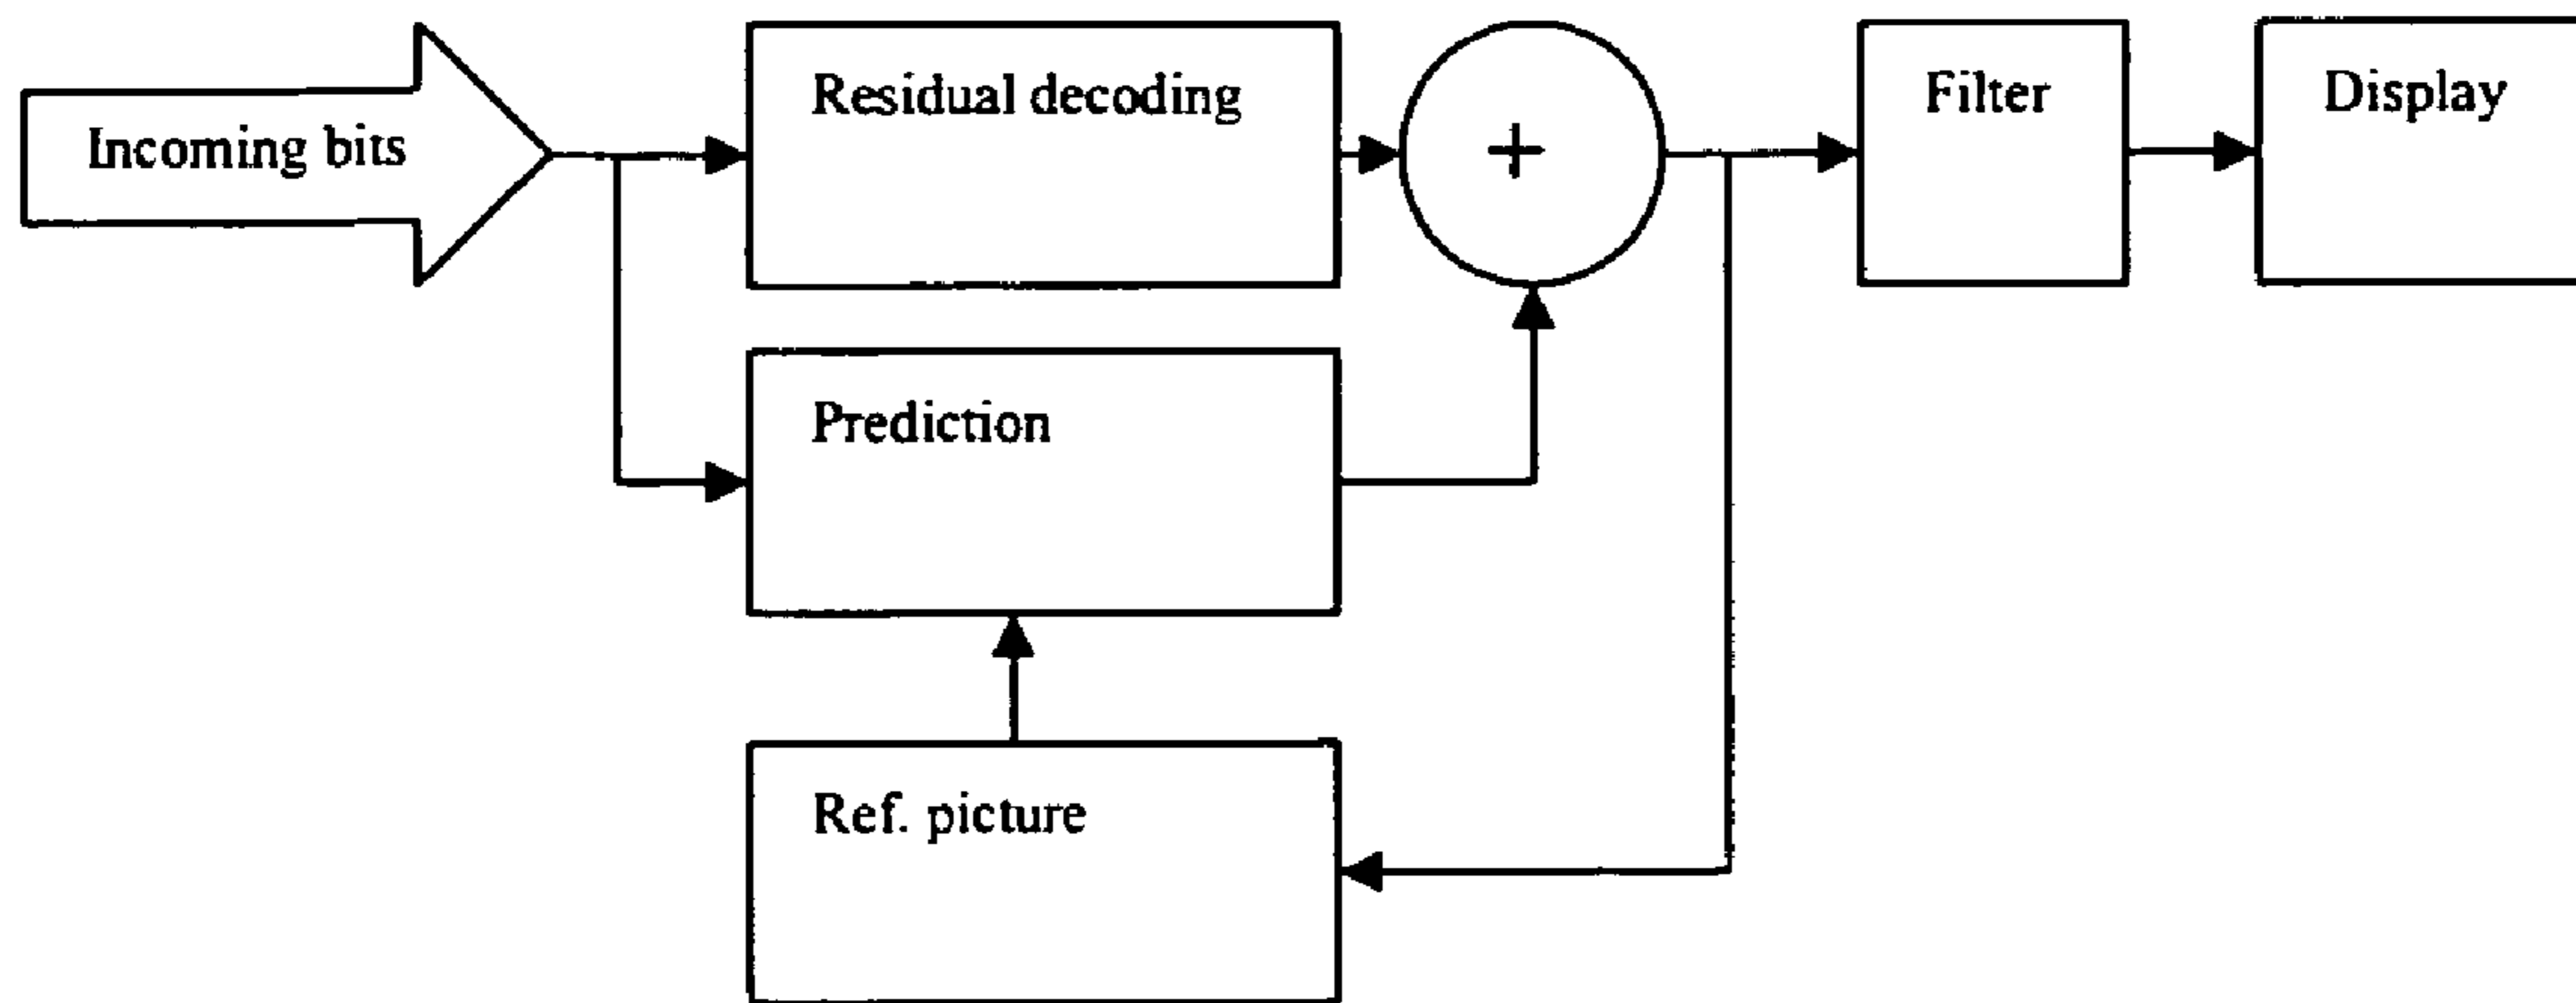 Incoming bits
Residual decoding
+
Filter
Display
Prediction
Ref. picture